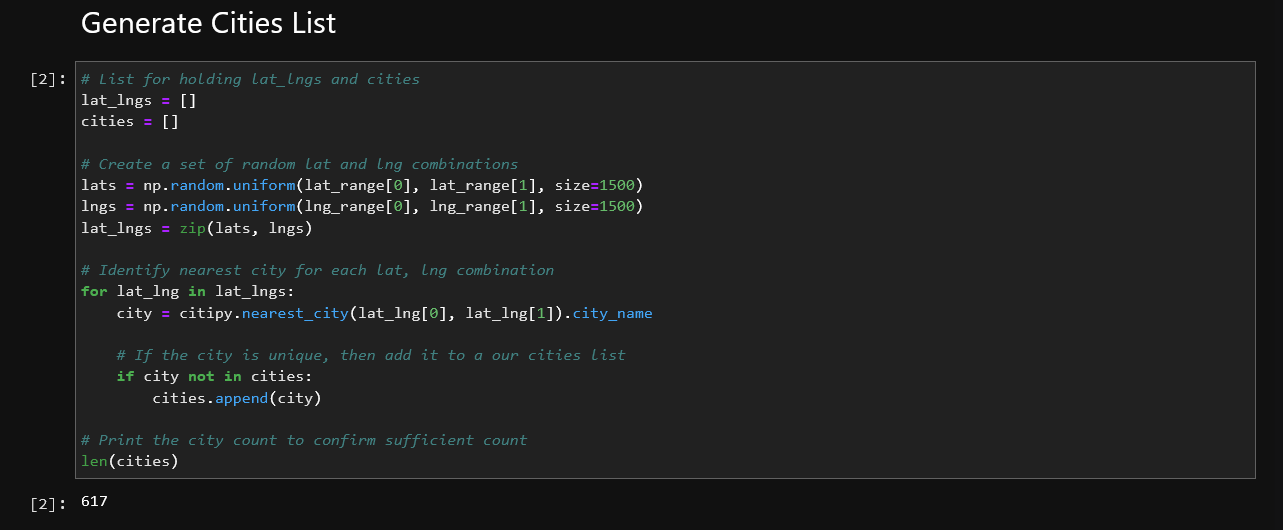 Generate Cities List
[2]: # List for holding lat_lngs and cities
lat_lngs = []
cities = []
# Create a set of random lat and lng combinations
lats = np.random.uniform(lat_range[0], lat_range[1], size=1500)
lngs = np.random.uniform(lng_range[0], lng_range[1], size=1500)
lat_lngs = zip(lats, lngs)
# Identify nearest city for each lat, lng combination
for lat_lng in lat_lngs:
    city = citipy.nearest_city(lat_lng[0], lat_lng[1]).city_name
    # If the city is unique, then add it to a our cities list
    if city not in cities:
        cities.append(city)
# Print the city count to confirm sufficient count
len(cities)
[2]: 617